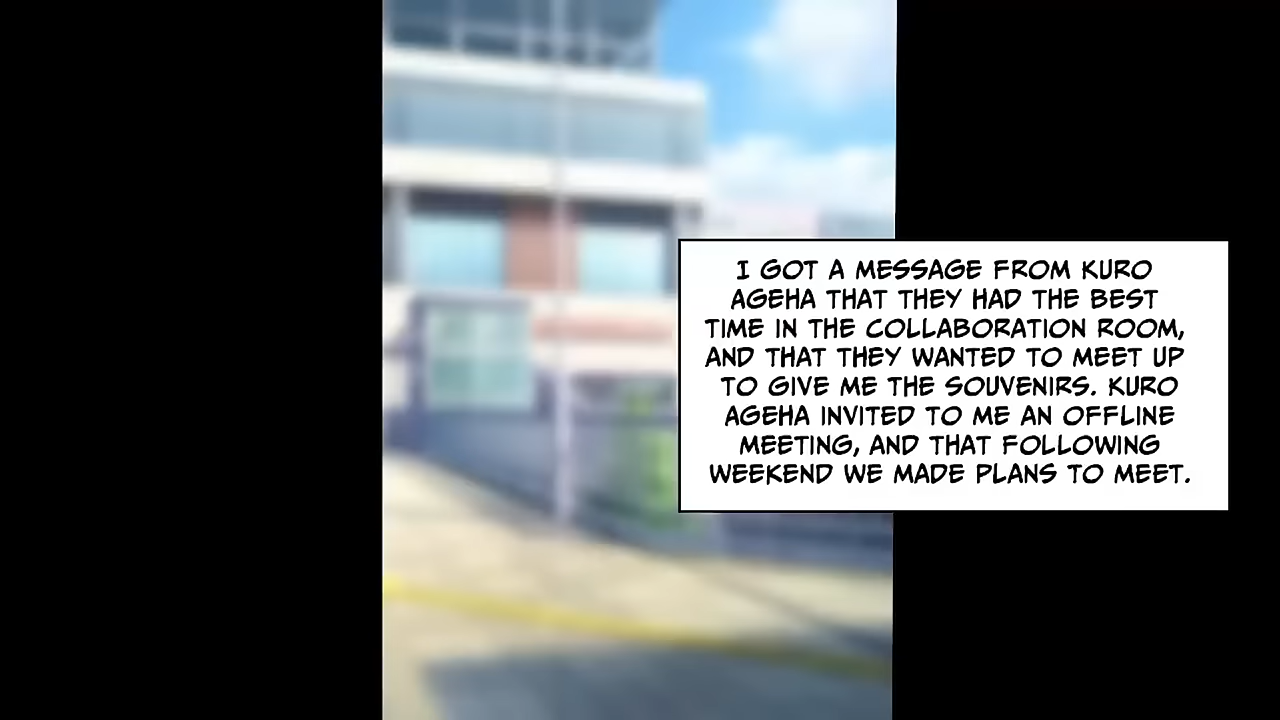 I GOT A MESSAGE FROM KURO
AGEHA THAT THEY HAD THE BEST
TIME IN THE COLLABORATION ROOM,
AND THAT THEY WANTED TO MEET UP
TO GIVE ME THE SOUVENIRS. KURO
AGEHA INVITED TO ME AN OFFLINE
MEETING, AND THAT FOLLOWING
WEEKEND WE MADE PLANS TO MEET.